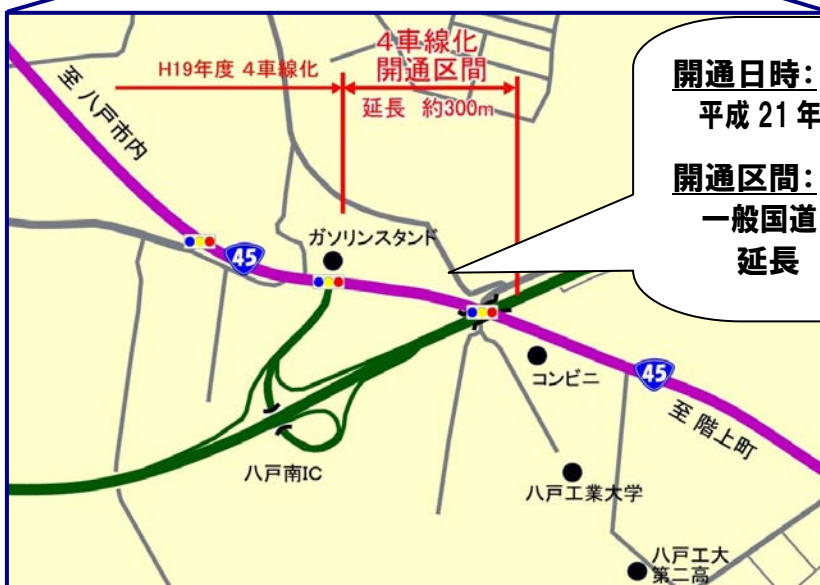 4車線化
開通区間
H19年度 4車線化
延長 約300m
至 八戸市内
開通日時:
平成 21 年
開通区間:
一般国道
延長
ガソリンスタンド
45
コンビニ
45
至 階上町
八戸南IC
八戸工業大学
八戸工大
第二高